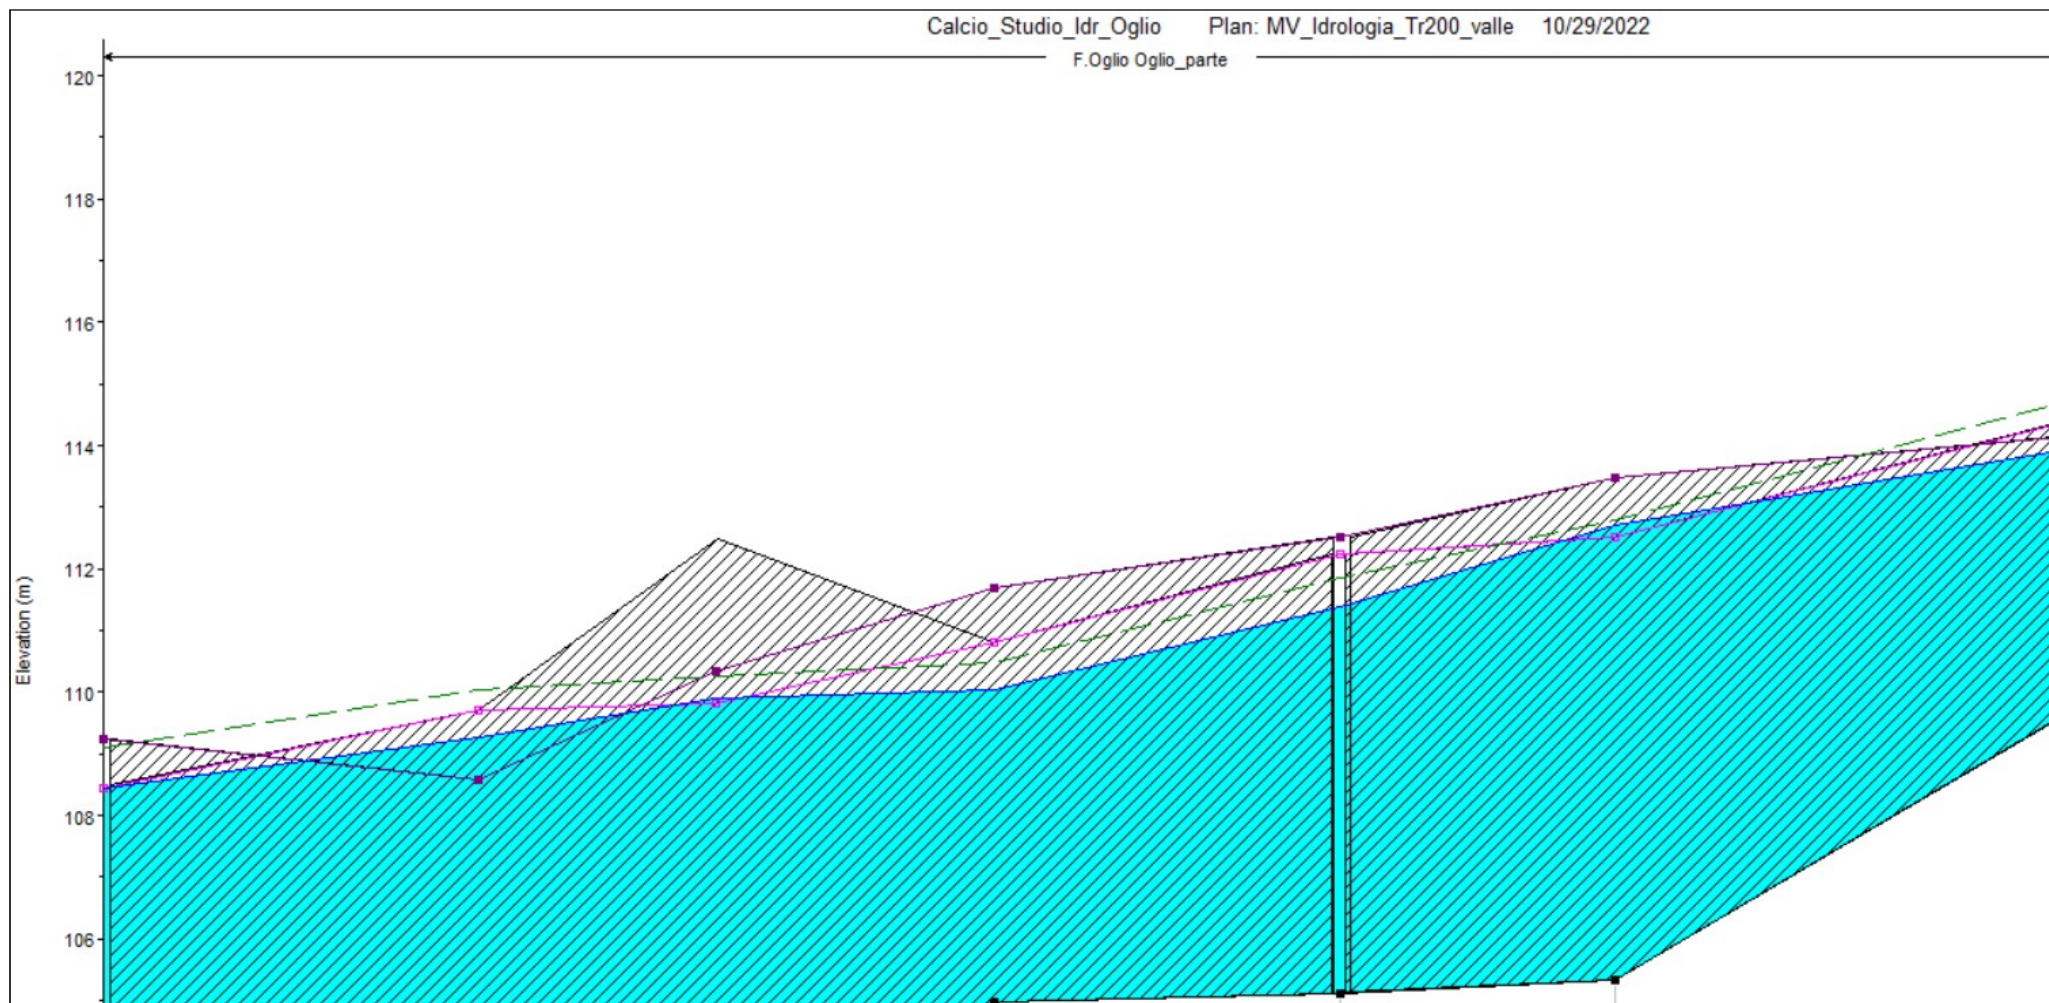 Calcio_Studio_Idr_Oglio Plan: MV_Idrologia_Tr200_valle 10/29/2022
F.Oglio Oglio_parte
120
118
116
114
112
110
108
106
Elevation (m)